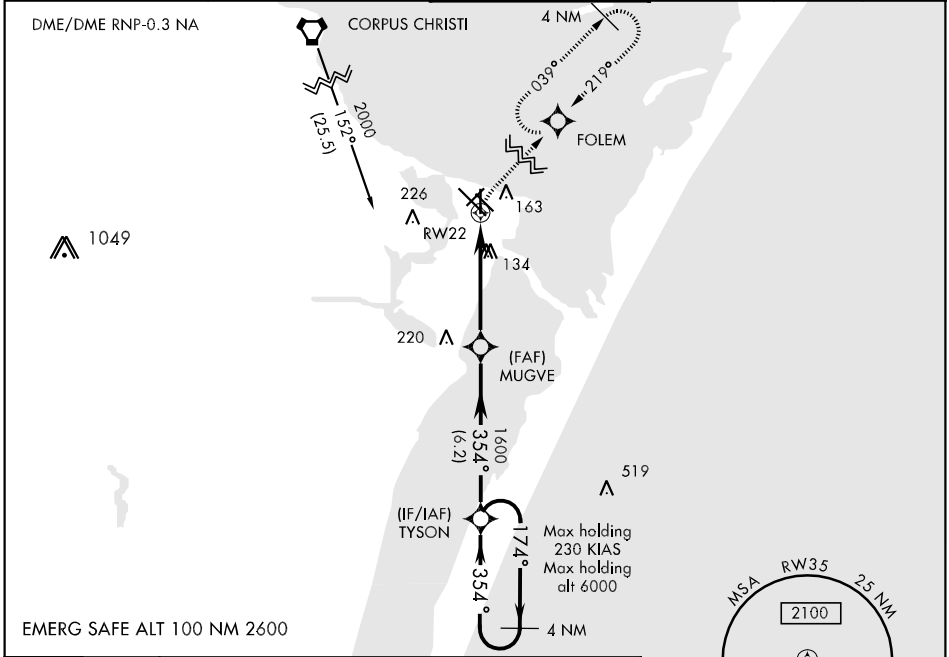 DME/DME RNP-0.3 NA
CORPUS CHRISTI
4 NM
2000
152°
(25.5)
039°
219°
FOLEM
226
163
RW22
1049
134
220
(FAF)
MUGVE
1600
354°
(6.2)
519
(IF/IAF)
TYSON
174°
Max holding
230 KIAS
Max holding
alt 6000
354°
4 NM
MSA RW35 25 NM
2100
EMERG SAFE ALT 100 NM 2600